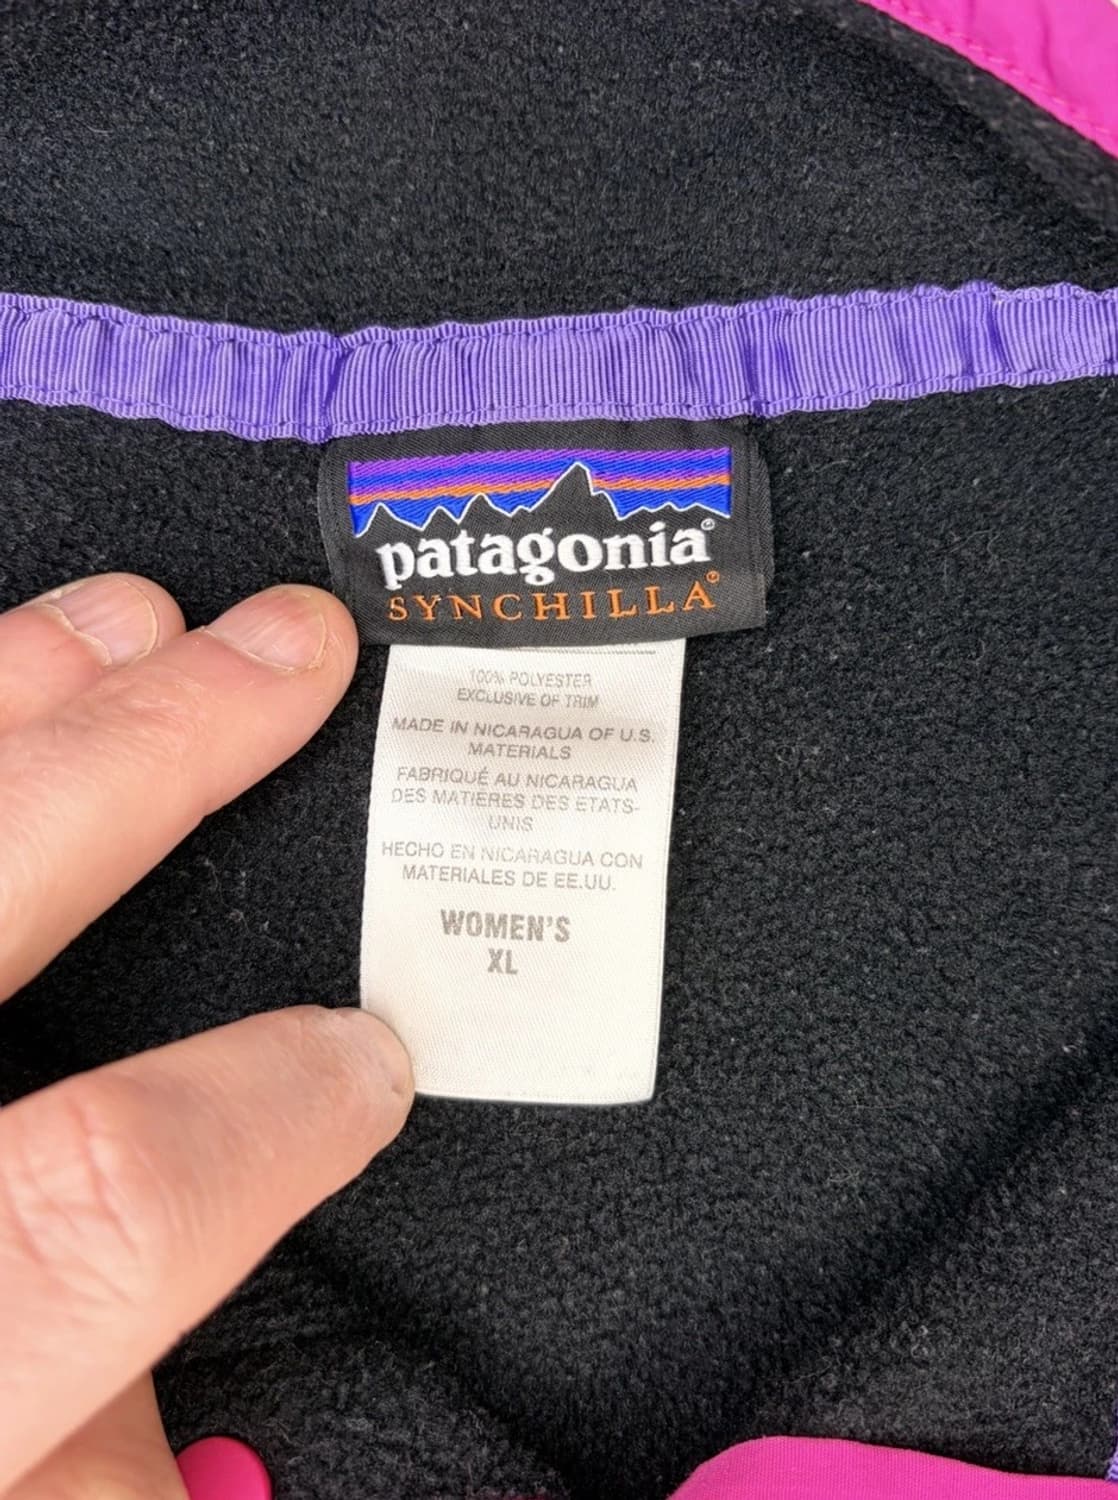 patagonia®
SYNCHILLA®
100% POLYESTER
EXCLUSIVE OF TRIM
MADE IN NICARAGUA OF U.S.
MATERIALS
FABRIQUÉ AU NICARAGUA
DES MATIERES DES ETATS-
UNIS
HECHO EN NICARAGUA CON
MATERIALES DE EE.UU.
WOMEN'S
XL